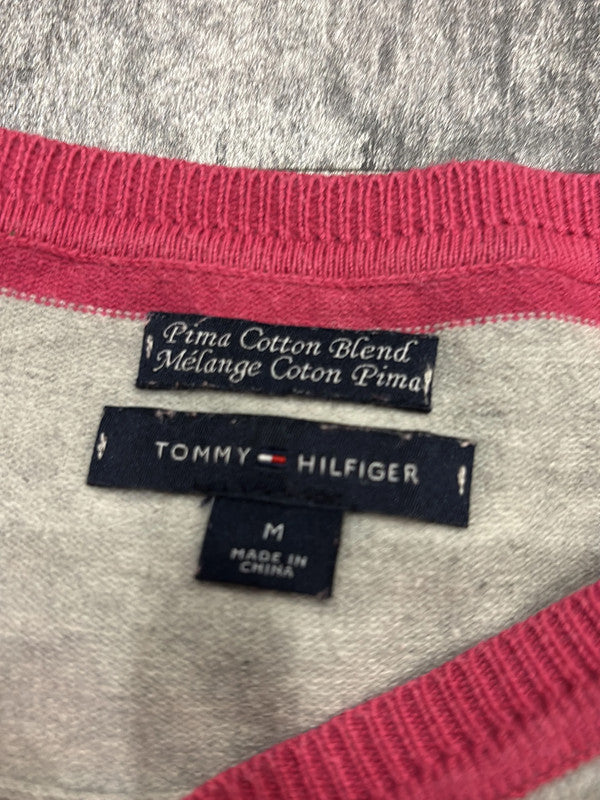 Pima Cotton Blend
Mélange Coton Pima
TOMMY HILFIGER
M
MADE IN
CHINA